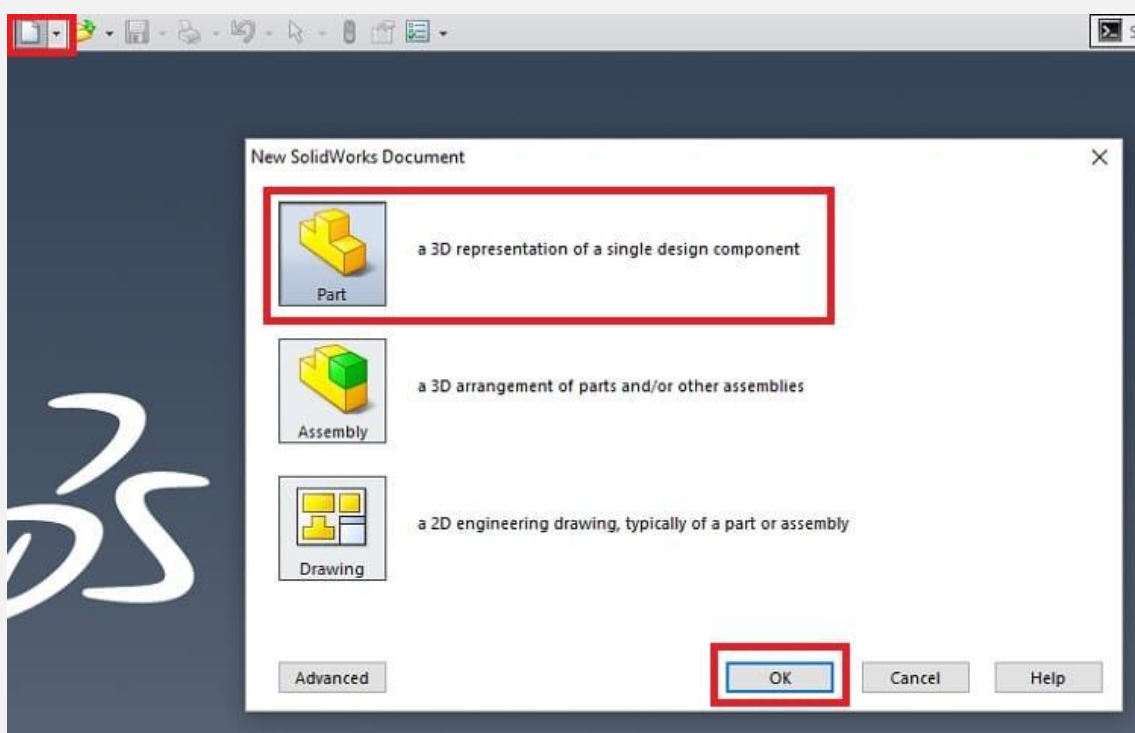 New SolidWorks Document
a 3D representation of a single design component
Part
a 3D arrangement of parts and/or other assemblies
Assembly
a 2D engineering drawing, typically of a part or assembly
Drawing
Advanced
OK
Cancel
Help